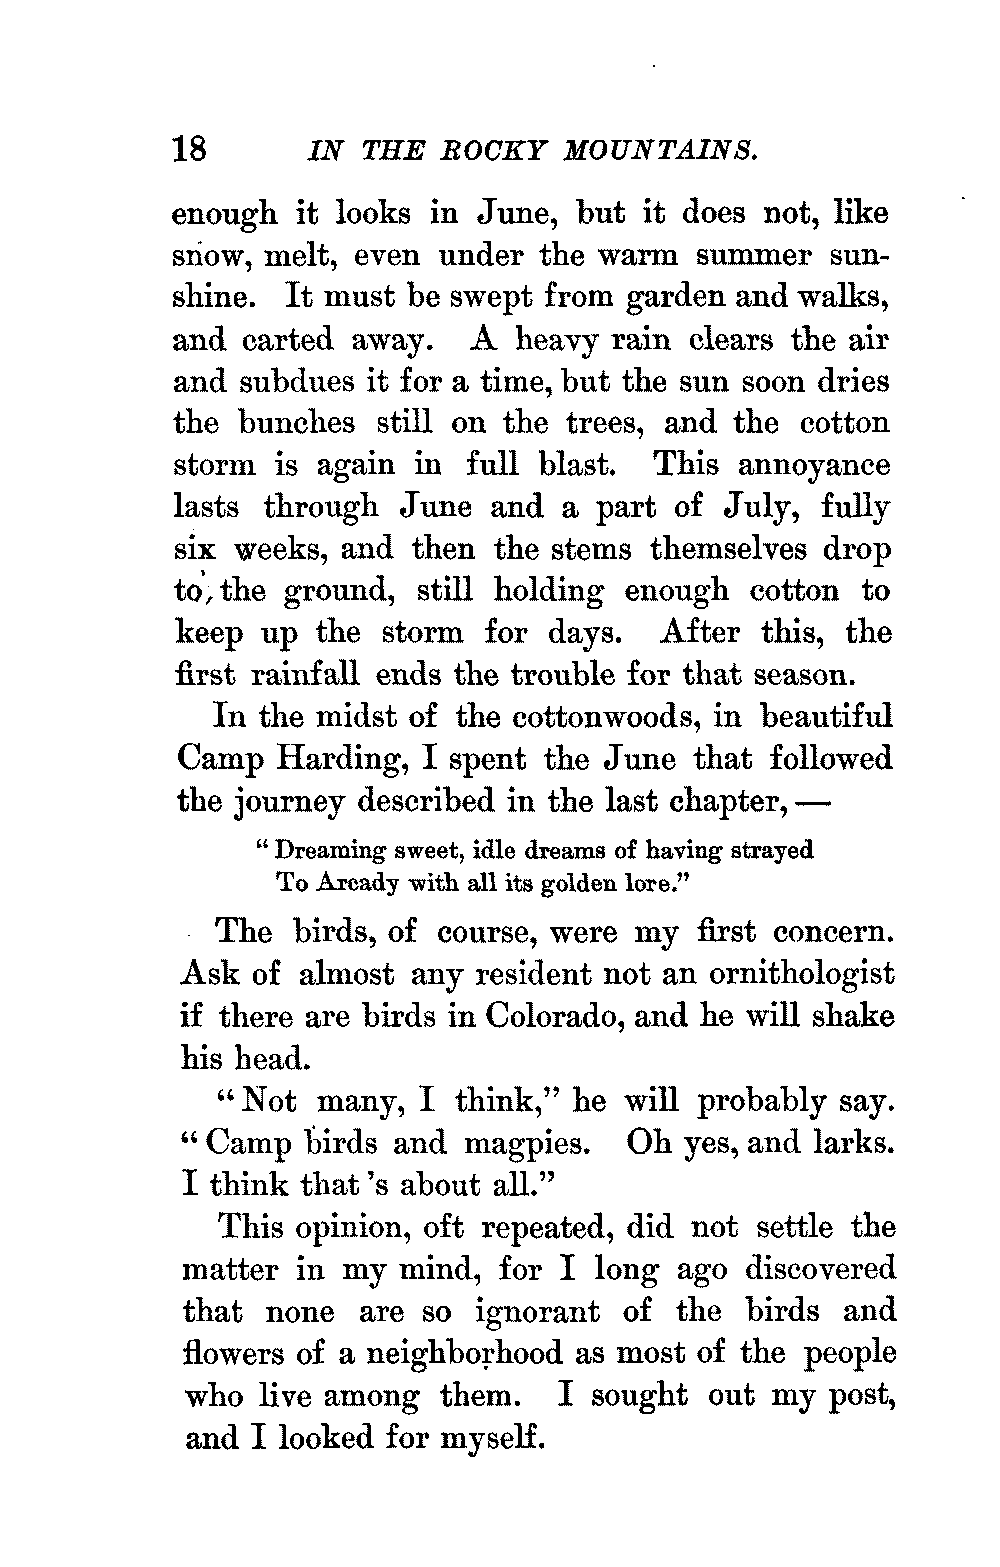 18 IN THE ROCKY MOUNTAINS.
enough it looks in June, but it does not, like
snow, melt, even under the warm summer sun-
shine. It must be swept from garden and walks,
and carted away. A heavy rain clears the air
and subdues it for a time, but the sun soon dries
the bunches still on the trees, and the cotton
storm is again in full blast. This annoyance
lasts through June and a part of July, fully
six weeks, and then the stems themselves drop
to the ground, still holding enough cotton to
keep up the storm for days. After this, the
first rainfall ends the trouble for that season.
In the midst of the cottonwoods, in beautiful
Camp Harding, I spent the June that followed
the journey described in the last chapter, —
“Dreaming sweet, idle dreams of having strayed
To Arcady with all its golden lore.”
The birds, of course, were my first concern.
Ask of almost any resident not an ornithologist
if there are birds in Colorado, and he will shake
his head.
“Not many, I think,” he will probably say.
“Camp birds and magpies. Oh yes, and larks.
I think that 's about all.”
This opinion, oft repeated, did not settle the
matter in my mind, for I long ago discovered
that none are so ignorant of the birds and
flowers of a neighborhood as most of the people
who live among them. I sought out my post,
and I looked for myself.